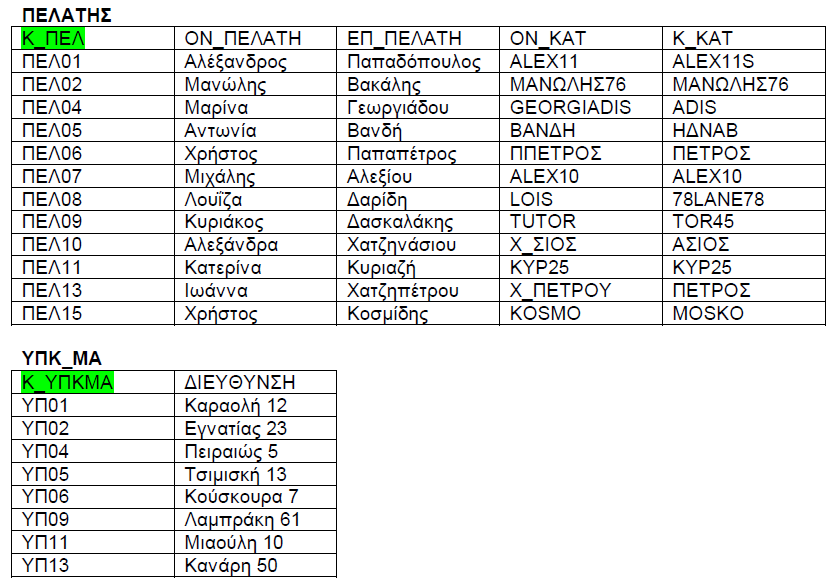 ΠΕΛΑΤΗΣ
Κ_ΠΕΛ ΟΝ_ΠΕΛΑΤΗ ΕΠ_ΠΕΛΑΤΗ ΟΝ_ΚΑΤ Κ_ΚΑΤ
ΠΕΛ01 Αλέξανδρος Παπαδόπουλος ALEX11 ALEX11S
ΠΕΛ02 Μανώλης Βακάλης ΜΑΝΩΛΗΣ76 ΜΑΝΩΛΗΣ76
ΠΕΛ04 Μαρίνα Γεωργιάδου GEORGIADIS ADIS
ΠΕΛ05 Αντωνία Βανδή ΒΑΝΔΗ ΗΔΝΑΒ
ΠΕΛ06 Χρήστος Παπαπέτρος ΠΠΕΤΡΟΣ ΠΕΤΡΟΣ
ΠΕΛ07 Μιχάλης Αλεξίου ALEX10 ALEX10
ΠΕΛ08 Λουΐζα Δαρίδη LOIS 78LANE78
ΠΕΛ09 Κυριάκος Δασκαλάκης TUTOR TOR45
ΠΕΛ10 Αλεξάνδρα Χατζηνάσιου Χ_ΣΙΟΣ ΑΣΙΟΣ
ΠΕΛ11 Κατερίνα Κυριαζή KYP25 KYP25
ΠΕΛ13 Ιωάννα Χατζηπέτρου Χ_ΠΕΤΡΟΥ ΠΕΤΡΟΣ
ΠΕΛ15 Χρήστος Κοσμίδης KOSMO MOSKO
ΥΠΚ_ΜΑ
Κ_ΥΠΚΜΑ ΔΙΕΥΘΥΝΣΗ
ΥΠ01 Καραολή 12
ΥΠ02 Εγνατίας 23
ΥΠ04 Πειραιώς 5
ΥΠ05 Τσιμισκή 13
ΥΠ06 Κούσκουρα 7
ΥΠ09 Λαμπράκη 61
ΥΠ11 Μιαούλη 10
ΥΠ13 Κανάρη 50